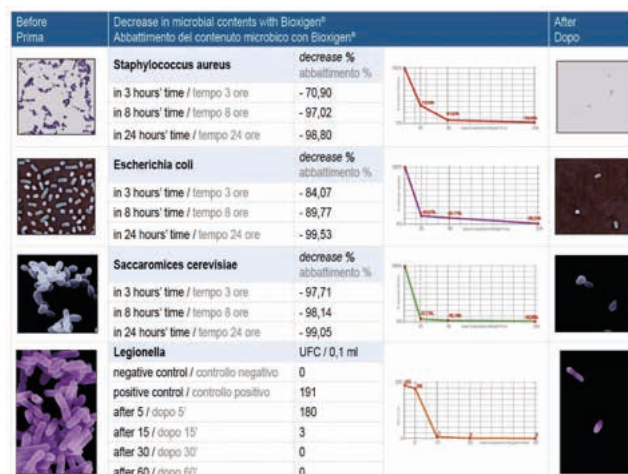 Before
Prima
Decrease in microbial contents with Bioxigen®
Abbattimento del contenuto microbico con Bioxigen®
After
Dopo
Staphylococcus aureus
decrease %
abbattimento %
in 3 hours' time / tempo 3 ore
- 70,90
in 8 hours' time / tempo 8 ore
- 97,02
in 24 hours' time / tempo 24 ore
- 98,80
Escherichia coli
decrease %
abbattimento %
in 3 hours' time / tempo 3 ore
- 84,07
in 8 hours' time / tempo 8 ore
- 89,77
in 24 hours' time / tempo 24 ore
- 99,53
Saccaromices cerevisiae
decrease %
abbattimento %
in 3 hours' time / tempo 3 ore
- 97,71
in 8 hours' time / tempo 8 ore
- 98,14
in 24 hours' time / tempo 24 ore
- 99,05
Legionella
UFC / 0,1 ml
negative control / controllo negativo
0
positive control / controllo positivo
191
after 5 / dopo 5'
180
after 15 / dopo 15'
3
after 30 / dopo 30'
0
after 60 / dopo 60'
0